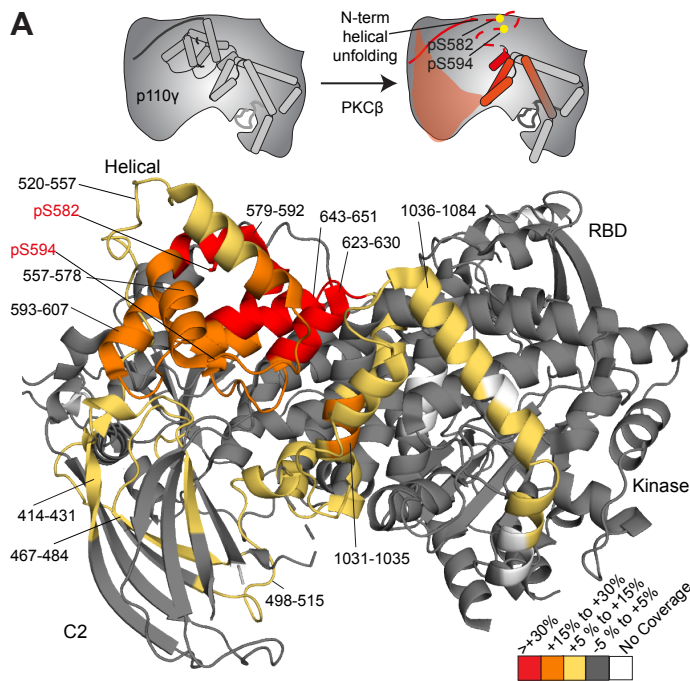 A
N-term
helical
unfolding
pS582
pS594
p110γ
PKCβ
Helical
520-557
pS582
579-592
643-651
1036-1084
RBD
623-630
pS594
557-578
593-607
414-431
467-484
Kinase
1031-1035
498-515
C2
>+30%
+15% to +30%
+5 % to +15%
-5 % to +5%
No Coverage